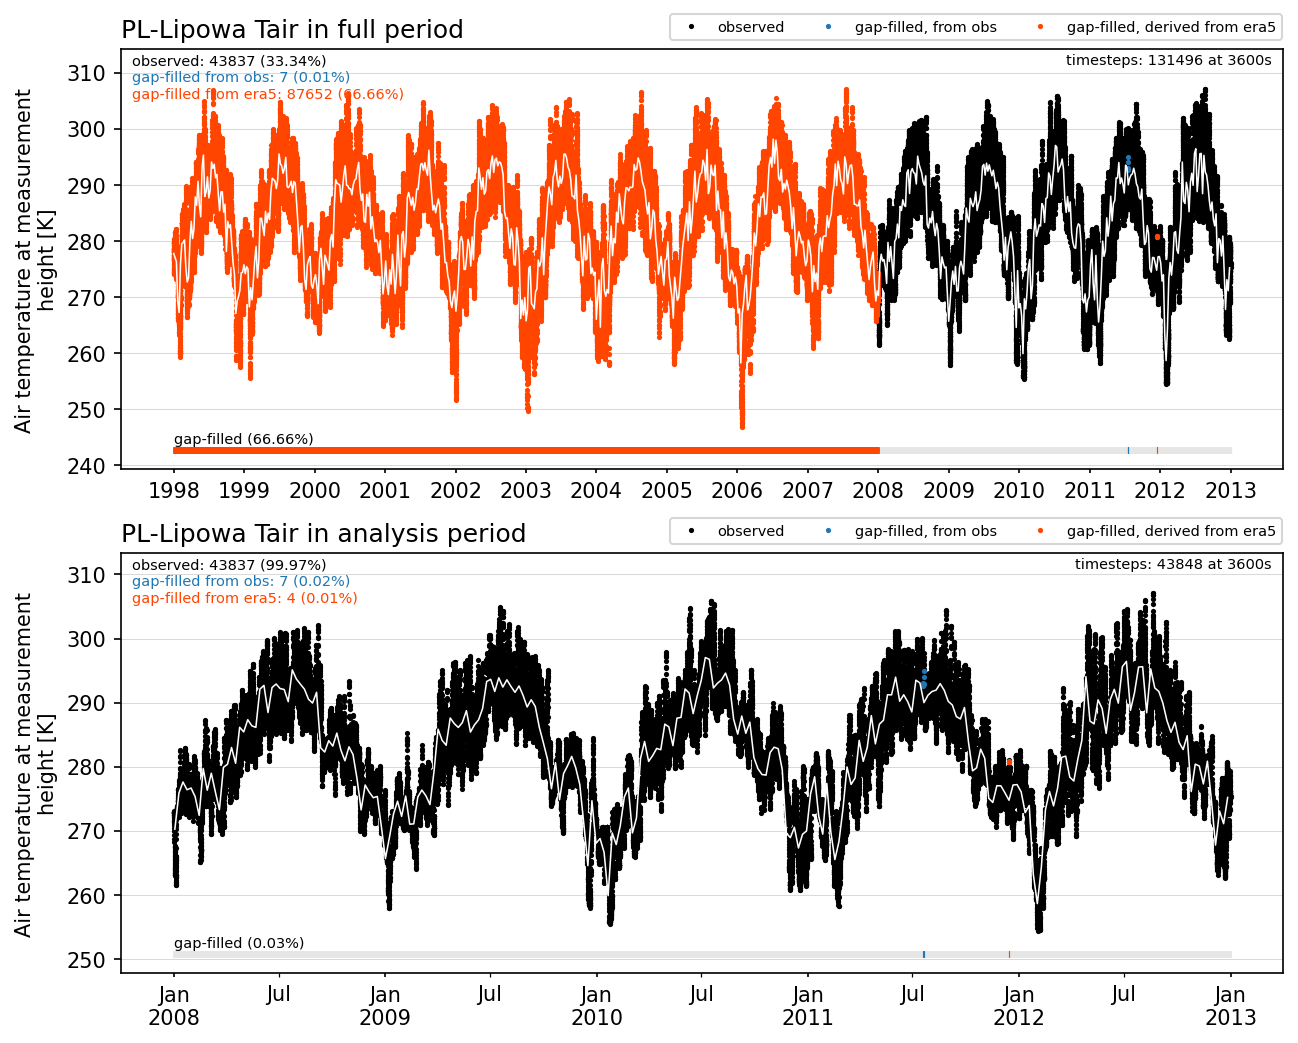 PL-Lipowa Tair in full period
observed
gap-filled, from obs
gap-filled, derived from era5
observed: 43837 (33.34%)
gap-filled from obs: 7 (0.01%)
gap-filled from era5: 87652 (66.66%)
timesteps: 131496 at 3600s
Air temperature at measurement
height [K]
310
300
290
280
270
260
250
240
gap-filled (66.66%)
1998 1999 2000 2001 2002 2003 2004 2005 2006 2007 2008 2009 2010 2011 2012 2013
PL-Lipowa Tair in analysis period
observed
gap-filled, from obs
gap-filled, derived from era5
observed: 43837 (99.97%)
gap-filled from obs: 7 (0.02%)
gap-filled from era5: 4 (0.01%)
timesteps: 43848 at 3600s
Air temperature at measurement
height [K]
310
300
290
280
270
260
250
gap-filled (0.03%)
Jan Jul Jan Jul Jan Jul Jan Jul Jan Jul Jan
2008 2009 2010 2011 2012 2013